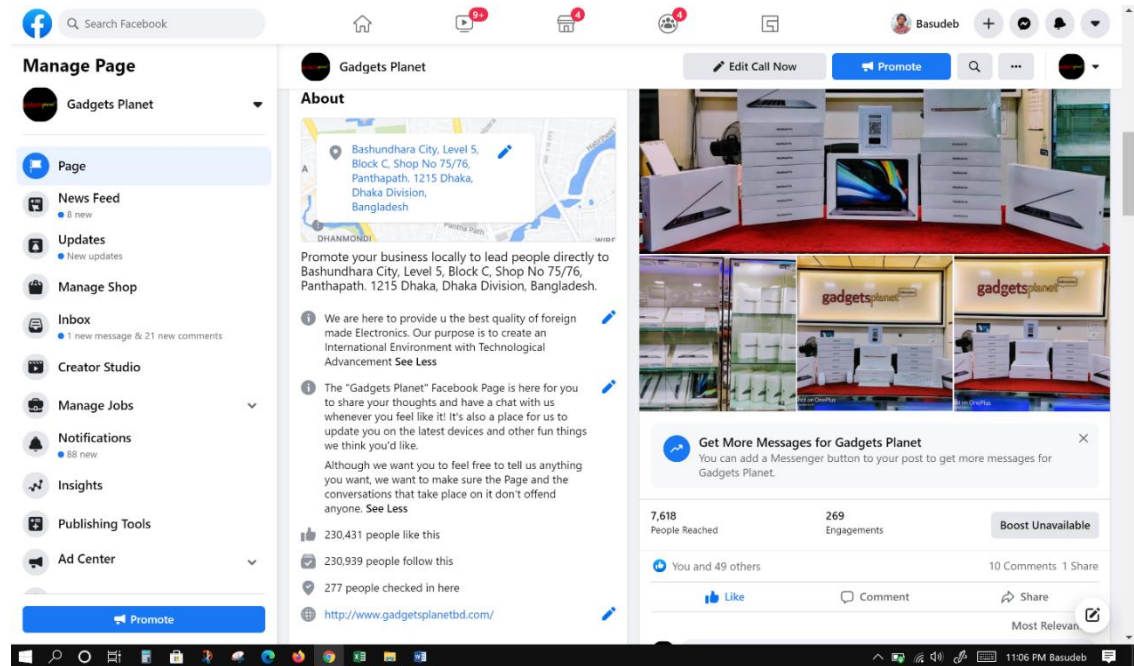 Search Facebook
9+
4
4
Basudeb
Manage Page
Gadgets Planet
Page
News Feed
8 new
Updates
New updates
Manage Shop
Inbox
1 new message & 21 new comments
Creator Studio
Manage Jobs
Notifications
88 new
Insights
Publishing Tools
Ad Center
Promote
Gadgets Planet
Edit Call Now
Promote
About
Bashundhara City, Level 5,
Block C, Shop No 75/76,
Panthapath. 1215 Dhaka,
Dhaka Division,
Bangladesh
Pantha Path
DHANMONDI
Promote your business locally to lead people directly to
Bashundhara City, Level 5, Block C, Shop No 75/76,
Panthapath. 1215 Dhaka, Dhaka Division, Bangladesh.
We are here to provide u the best quality of foreign
made Electronics. Our purpose is to create an
International Environment with Technological
Advancement See Less
The "Gadgets Planet" Facebook Page is here for you
to share your thoughts and have a chat with us
whenever you feel like it! It's also a place for us to
update you on the latest devices and other fun things
we think you'd like.
Although we want you to feel free to tell us anything
you want, we want to make sure the Page and the
conversations that take place on it don't offend
anyone. See Less
230,431 people like this
230,939 people follow this
277 people checked in here
http://www.gadgetsplanetbd.com/
gadgetsplanet
gadgetsplanet
Get More Messages for Gadgets Planet
You can add a Messenger button to your post to get more messages for
Gadgets Planet.
7,618
People Reached
269
Engagements
Boost Unavailable
You and 49 others
10 Comments 1 Share
Like
Comment
Share
Most Relevan
11:06 PM Basudeb